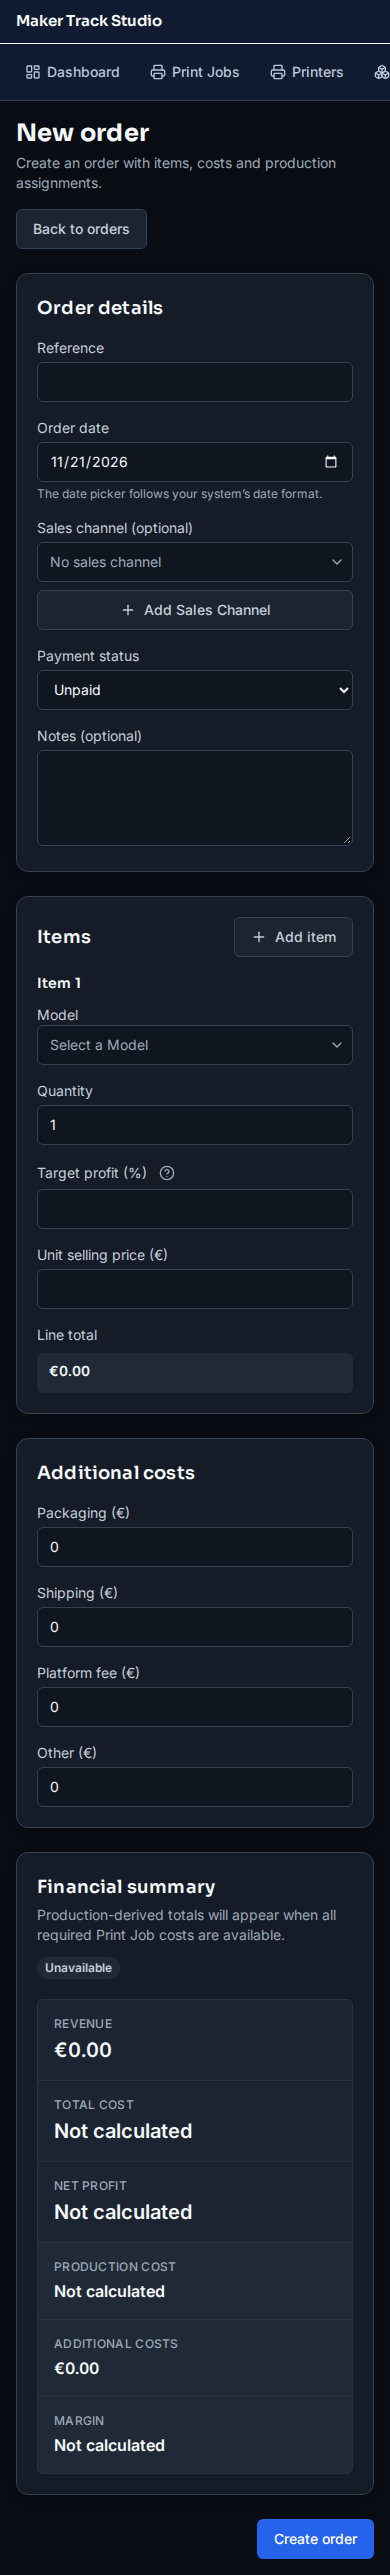 Maker Track Studio
Dashboard
Print Jobs
Printers
New order
Create an order with items, costs and production
assignments.
Back to orders
Order details
Reference
Order date
11/21/2026
The date picker follows your system’s date format.
Sales channel (optional)
No sales channel
Add Sales Channel
Payment status
Unpaid
Notes (optional)
Items
Add item
Item 1
Model
Select a Model
Quantity
1
Target profit (%)
Unit selling price (€)
Line total
€0.00
Additional costs
Packaging (€)
0
Shipping (€)
0
Platform fee (€)
0
Other (€)
0
Financial summary
Production-derived totals will appear when all
required Print Job costs are available.
Unavailable
REVENUE
€0.00
TOTAL COST
Not calculated
NET PROFIT
Not calculated
PRODUCTION COST
Not calculated
ADDITIONAL COSTS
€0.00
MARGIN
Not calculated
Create order